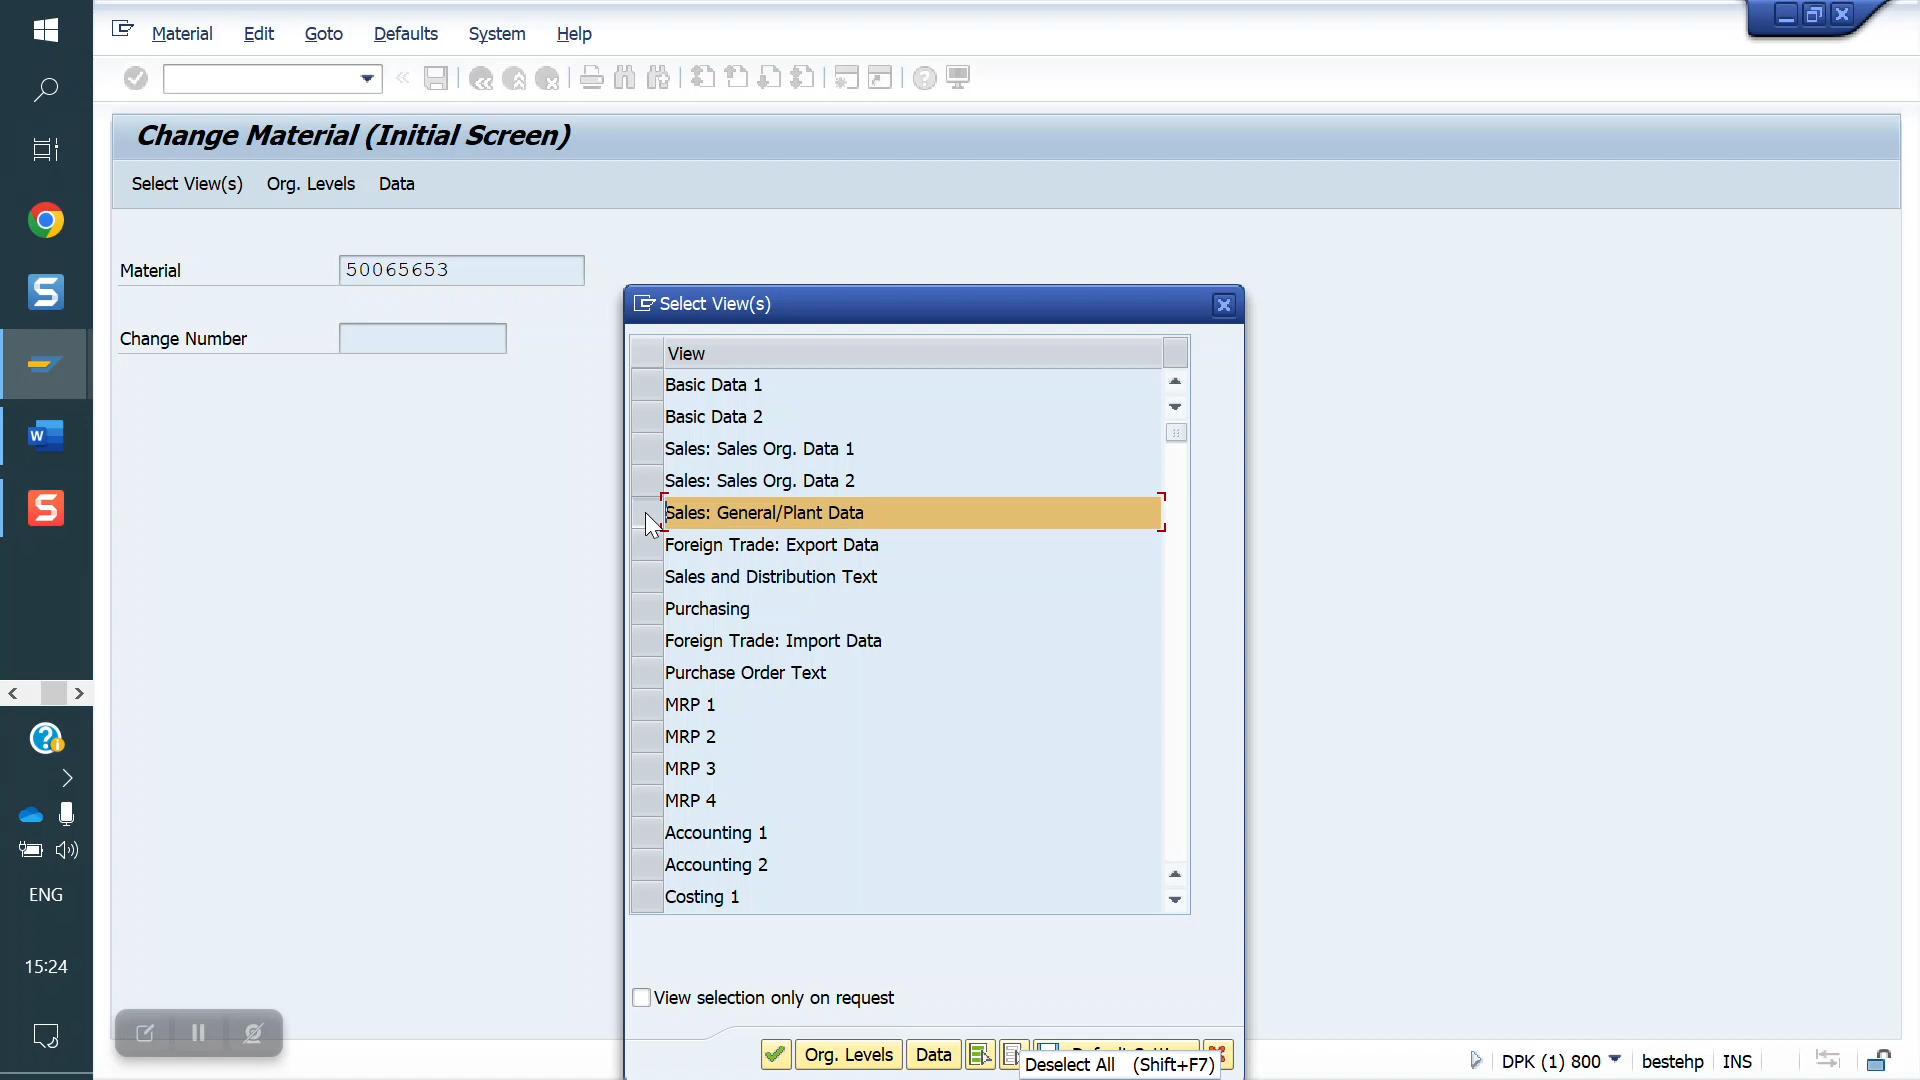 Material Edit Goto Defaults System Help
Change Material (Initial Screen)
Select View(s) Org. Levels Data
Material 50065653
Change Number
Select View(s)
View
Basic Data 1
Basic Data 2
Sales: Sales Org. Data 1
Sales: Sales Org. Data 2
Sales: General/Plant Data
Foreign Trade: Export Data
Sales and Distribution Text
Purchasing
Foreign Trade: Import Data
Purchase Order Text
MRP 1
MRP 2
MRP 3
MRP 4
Accounting 1
Accounting 2
Costing 1
View selection only on request
Org. Levels Data
Deselect All (Shift+F7)
DPK (1) 800 bestehp INS
S
W
S
ENG
15:24